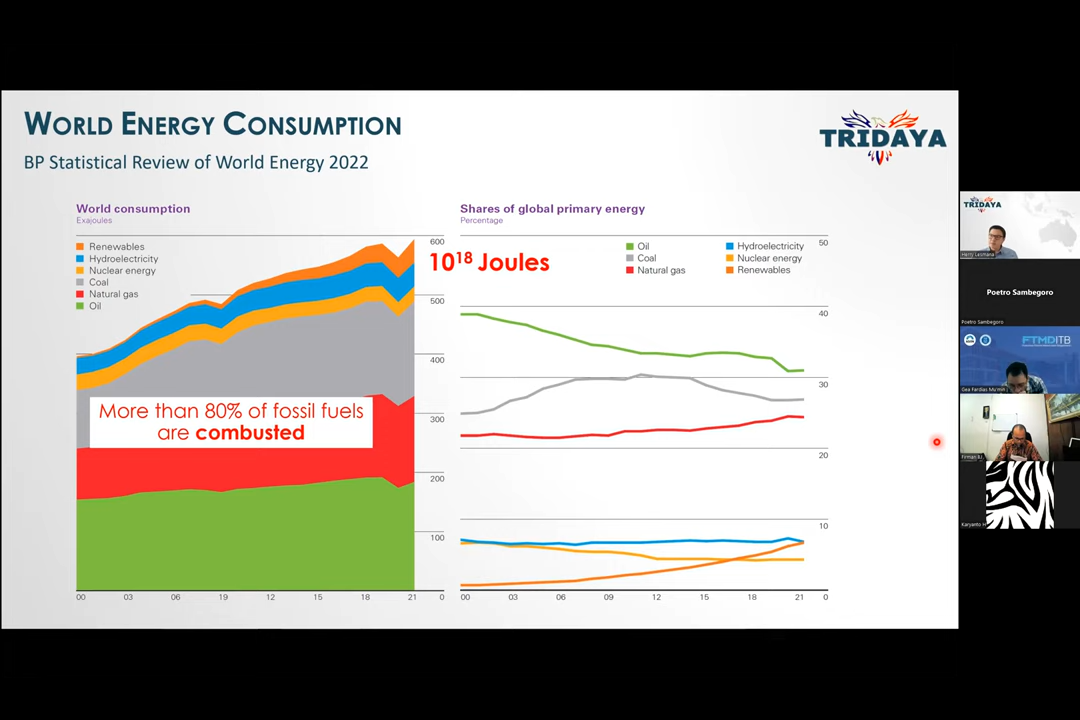 WORLD ENERGY CONSUMPTION
BP Statistical Review of World Energy 2022
TRIDAYA
World consumption
Exajoules
Renewables
Hydroelectricity
Nuclear energy
Coal
Natural gas
Oil
600
500
400
300
200
100
0
00 03 06 19 12 15 18 21
More than 80% of fossil fuels
are combusted
10¹⁸ Joules
Shares of global primary energy
Percentage
Oil
Coal
Natural gas
Hydroelectricity
Nuclear energy
Renewables
50
40
30
20
10
0
00 03 06 09 12 15 18 21
TRIDAYA
Poetro Sambegoro
Poetro Sambegoro
FTMDITB
Karyanto